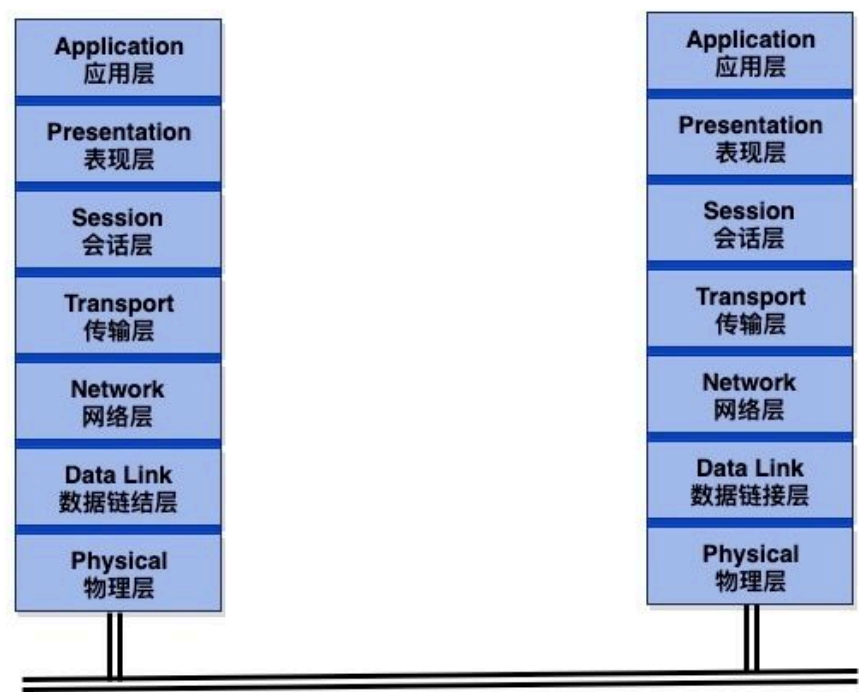 Application
应用层
Presentation
表现层
Session
会话层
Transport
传输层
Network
网络层
Data Link
数据链结层
Physical
物理层
Application
应用层
Presentation
表现层
Session
会话层
Transport
传输层
Network
网络层
Data Link
数据链接层
Physical
物理层